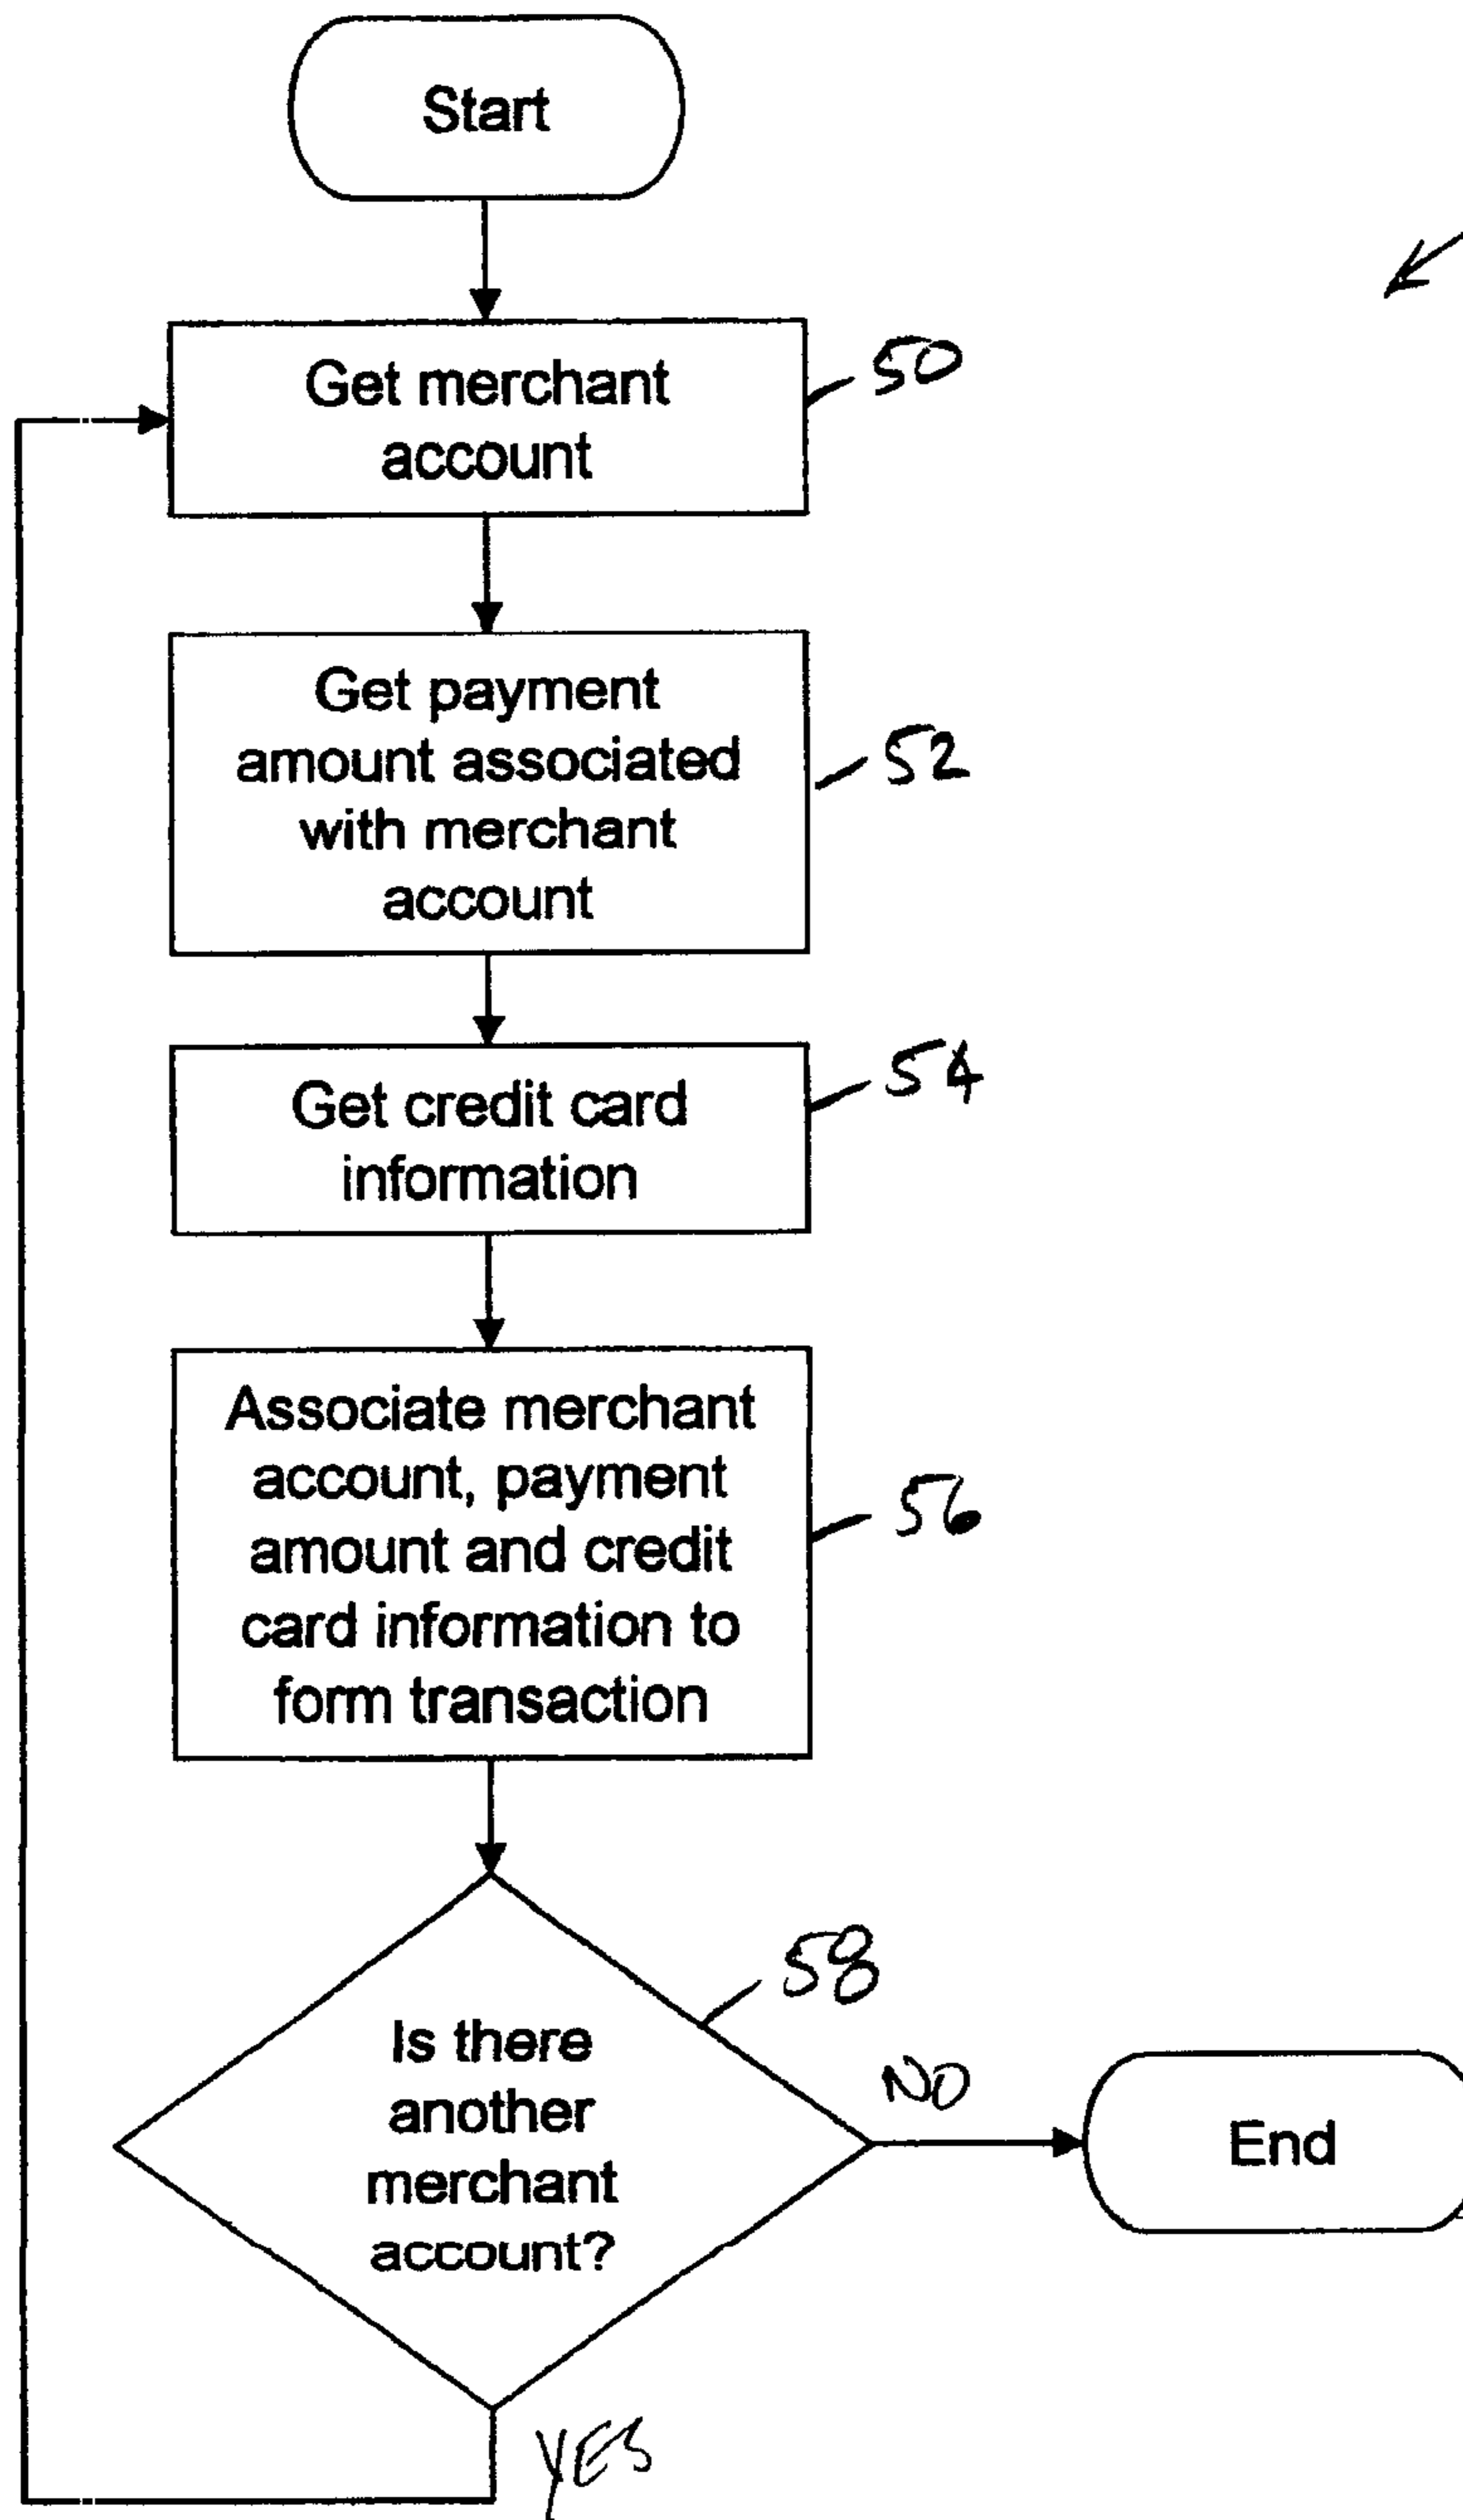 Start
Get merchant
account
50
Get payment
amount associated
with merchant
account
52
Get credit card
information
54
Associate merchant
account, payment
amount and credit
card information to
form transaction
56
58
Is there
another
merchant
account?
NO
End
YES